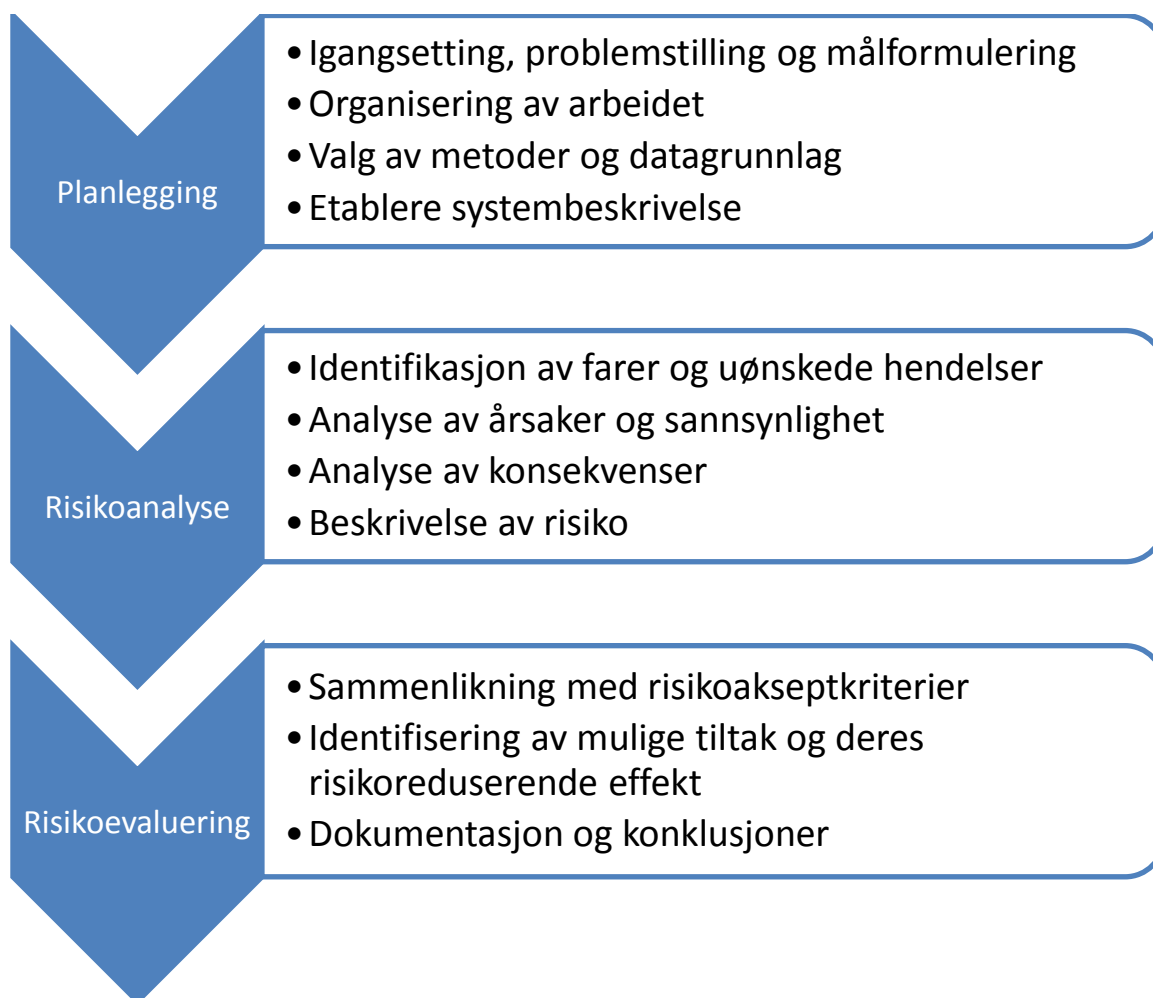 Planlegging
•Igangsetting, problemstilling og målformulering
•Organisering av arbeidet
•Valg av metoder og datagrunnlag
•Etablere systembeskrivelse
Risikoanalyse
•Identifikasjon av farer og uønskede hendelser
•Analyse av årsaker og sannsynlighet
•Analyse av konsekvenser
•Beskrivelse av risiko
Risikoevaluering
•Sammenlikning med risikoakseptkriterier
•Identifisering av mulige tiltak og deres
risikoreduserende effekt
•Dokumentasjon og konklusjoner